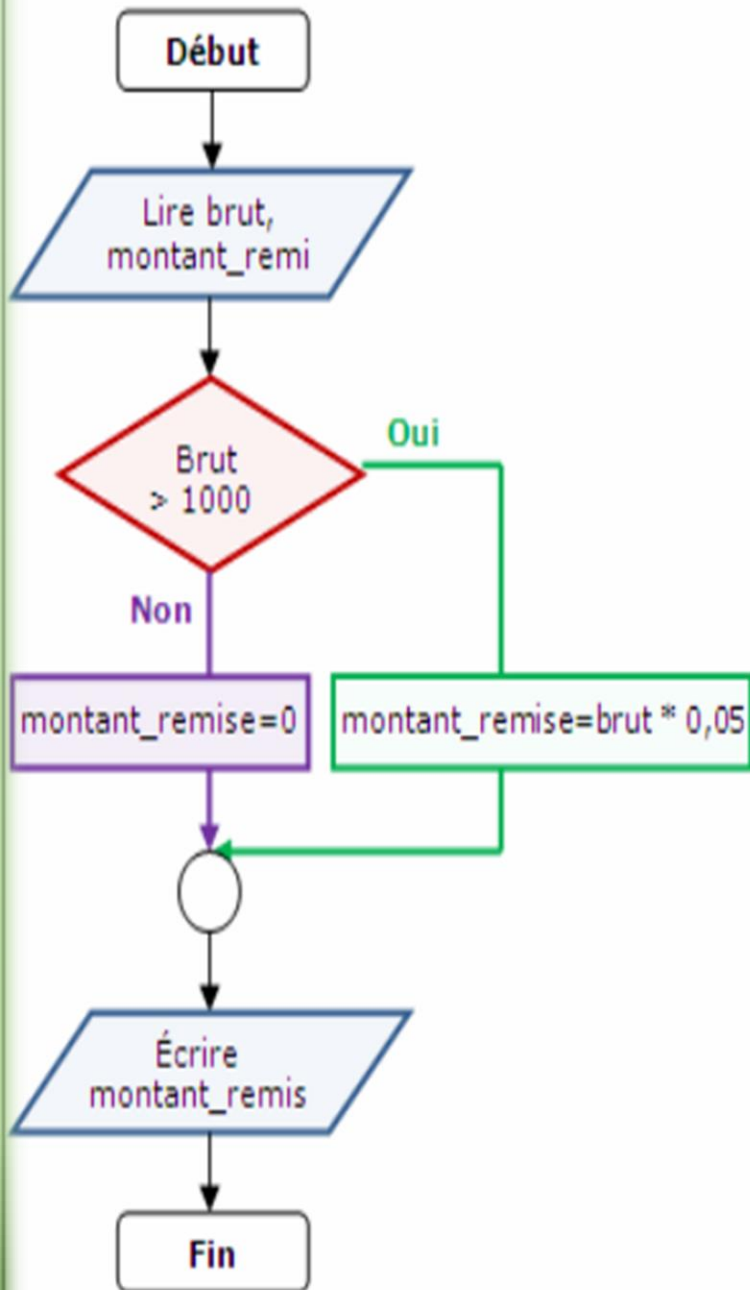 Début
Lire brut,
montant_remi
Brut
> 1000
Oui
Non
montant_remise=0
montant_remise=brut * 0,05
Écrire
montant_remis
Fin